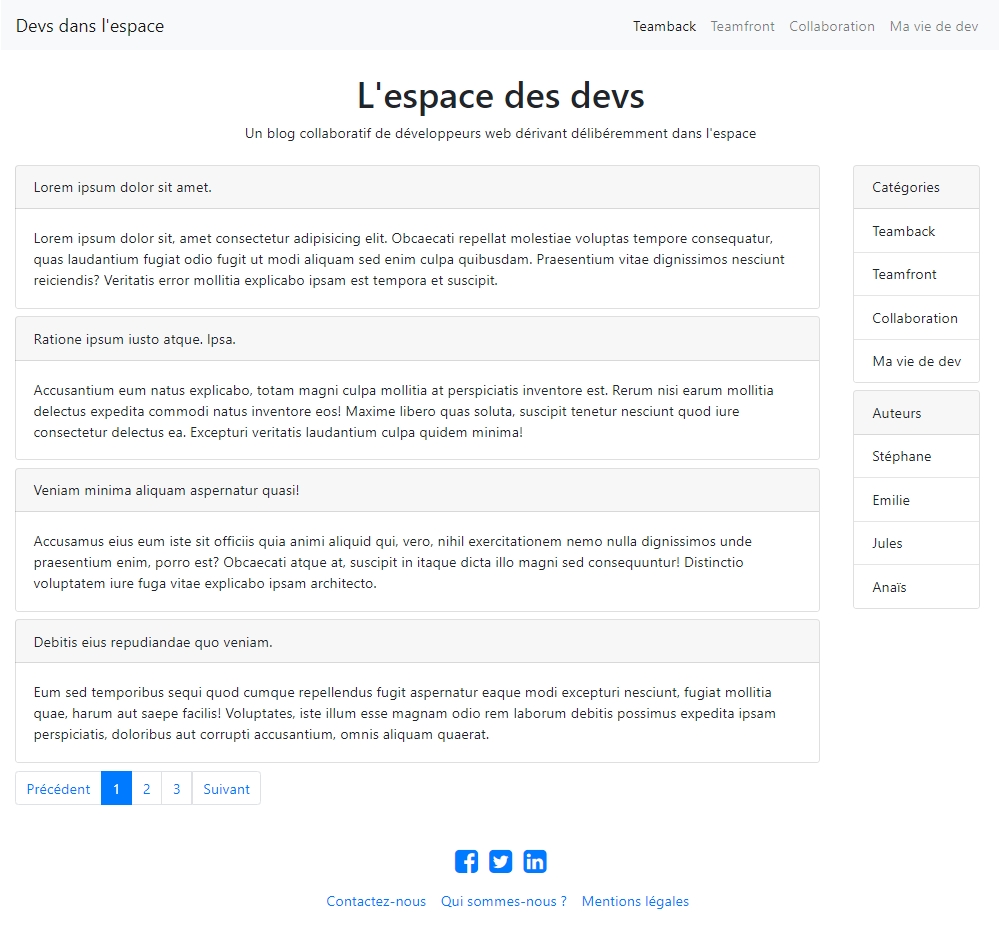 Devs dans l'espace
Teamback Teamfront Collaboration Ma vie de dev
L'espace des devs
Un blog collaboratif de développeurs web dérivant délibéremment dans l'espace
Lorem ipsum dolor sit amet.
Lorem ipsum dolor sit, amet consectetur adipisicing elit. Obcaecati repellat molestiae voluptas tempore consequatur,
quas laudantium fugiat odio fugit ut modi aliquam sed enim culpa quibusdam. Praesentium vitae dignissimos nesciunt
reiciendis? Veritatis error mollitia explicabo ipsam est tempora et suscipit.
Ratione ipsum iusto atque. Ipsa.
Accusantium eum natus explicabo, totam magni culpa mollitia at perspiciatis inventore est. Rerum nisi earum mollitia
delectus expedita commodi natus inventore eos! Maxime libero quas soluta, suscipit tenetur nesciunt quod iure
consectetur delectus ea. Excepturi veritatis laudantium culpa quidem minima!
Veniam minima aliquam aspernatur quasi!
Accusamus eius eum iste sit officiis quia animi aliquid qui, vero, nihil exercitationem nemo nulla dignissimos unde
praesentium enim, porro est? Obcaecati atque at, suscipit in itaque dicta illo magni sed consequuntur! Distinctio
voluptatem iure fuga vitae explicabo ipsam architecto.
Debitis eius repudiandae quo veniam.
Eum sed temporibus sequi quod cumque repellendus fugit aspernatur eaque modi excepturi nesciunt, fugiat mollitia
quae, harum aut saepe facilis! Voluptates, iste illum esse magnam odio rem laborum debitis possimus expedita ipsam
perspiciatis, doloribus aut corrupti accusantium, omnis aliquam quaerat.
Précédent 1 2 3 Suivant
Catégories
Teamback
Teamfront
Collaboration
Ma vie de dev
Auteurs
Stéphane
Emilie
Jules
Anaïs
Contactez-nous Qui sommes-nous ? Mentions légales